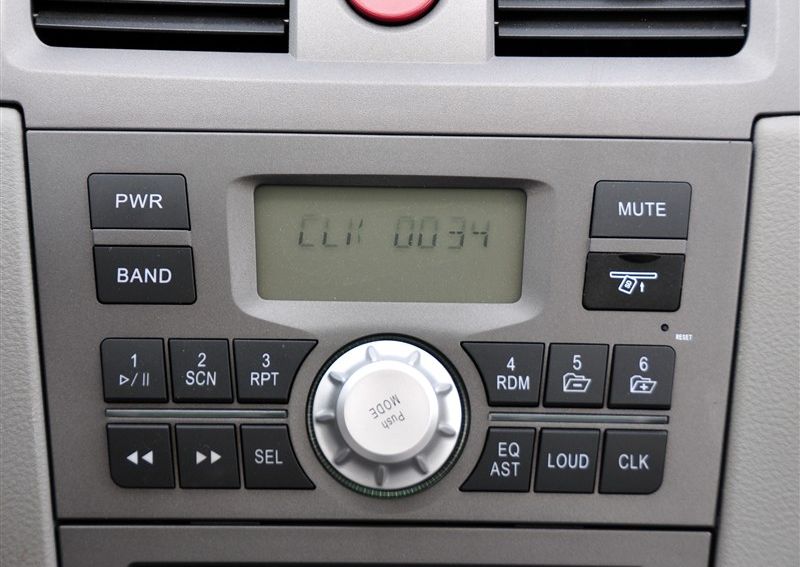 PWR
MUTE
CLK 0034
BAND
RESET
1
2
SCN
3
RPT
4
RDM
5
6
Push
MODE
SEL
EQ
AST
LOUD
CLK